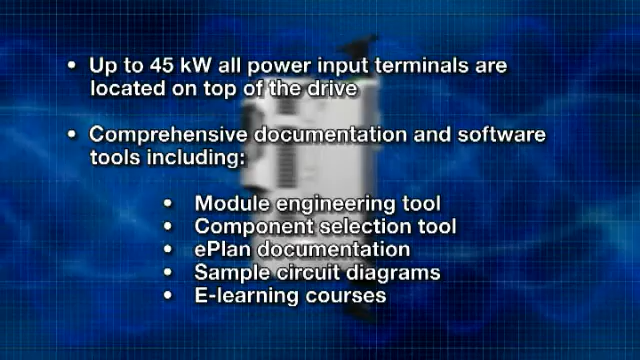 • Up to 45 kW all power input terminals are
located on top of the drive
• Comprehensive documentation and software
tools including:
• Module engineering tool
• Component selection tool
• ePlan documentation
• Sample circuit diagrams
• E-learning courses